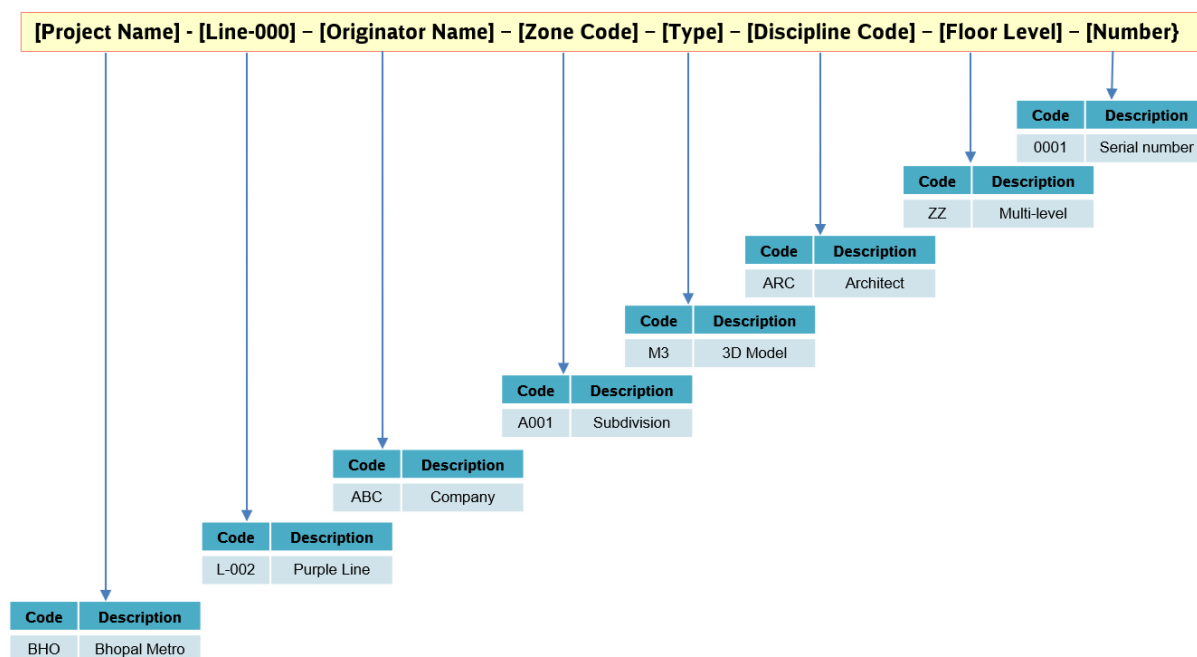 [Project Name] - [Line-000] – [Originator Name] – [Zone Code] – [Type] – [Discipline Code] – [Floor Level] – [Number}
Code Description
0001 Serial number
Code Description
ZZ Multi-level
Code Description
ARC Architect
Code Description
M3 3D Model
Code Description
A001 Subdivision
Code Description
ABC Company
Code Description
L-002 Purple Line
Code Description
BHO Bhopal Metro